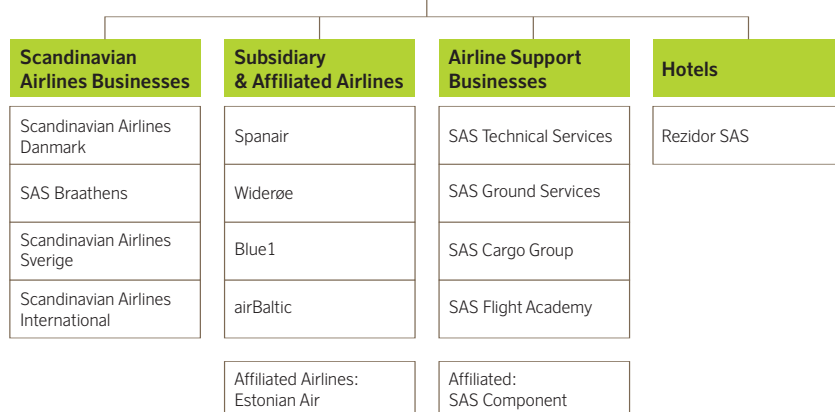 Scandinavian
Airlines Businesses
Scandinavian Airlines
Danmark
SAS Braathens
Scandinavian Airlines
Sverige
Scandinavian Airlines
International
Subsidiary
& Affiliated Airlines
Spanair
Widerøe
Blue1
airBaltic
Affiliated Airlines:
Estonian Air
Airline Support
Businesses
SAS Technical Services
SAS Ground Services
SAS Cargo Group
SAS Flight Academy
Affiliated:
SAS Component
Hotels
Rezidor SAS